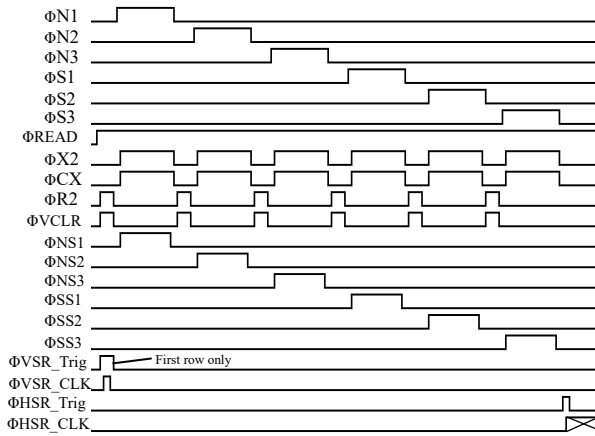 ΦN1
ΦN2
ΦN3
ΦS1
ΦS2
ΦS3
ΦREAD
ΦX2
ΦCX
ΦR2
ΦVCLR
ΦNS1
ΦNS2
ΦNS3
ΦSS1
ΦSS2
ΦSS3
ΦVSR_Trig First row only
ΦVSR_CLK
ΦHSR_Trig
ΦHSR_CLK